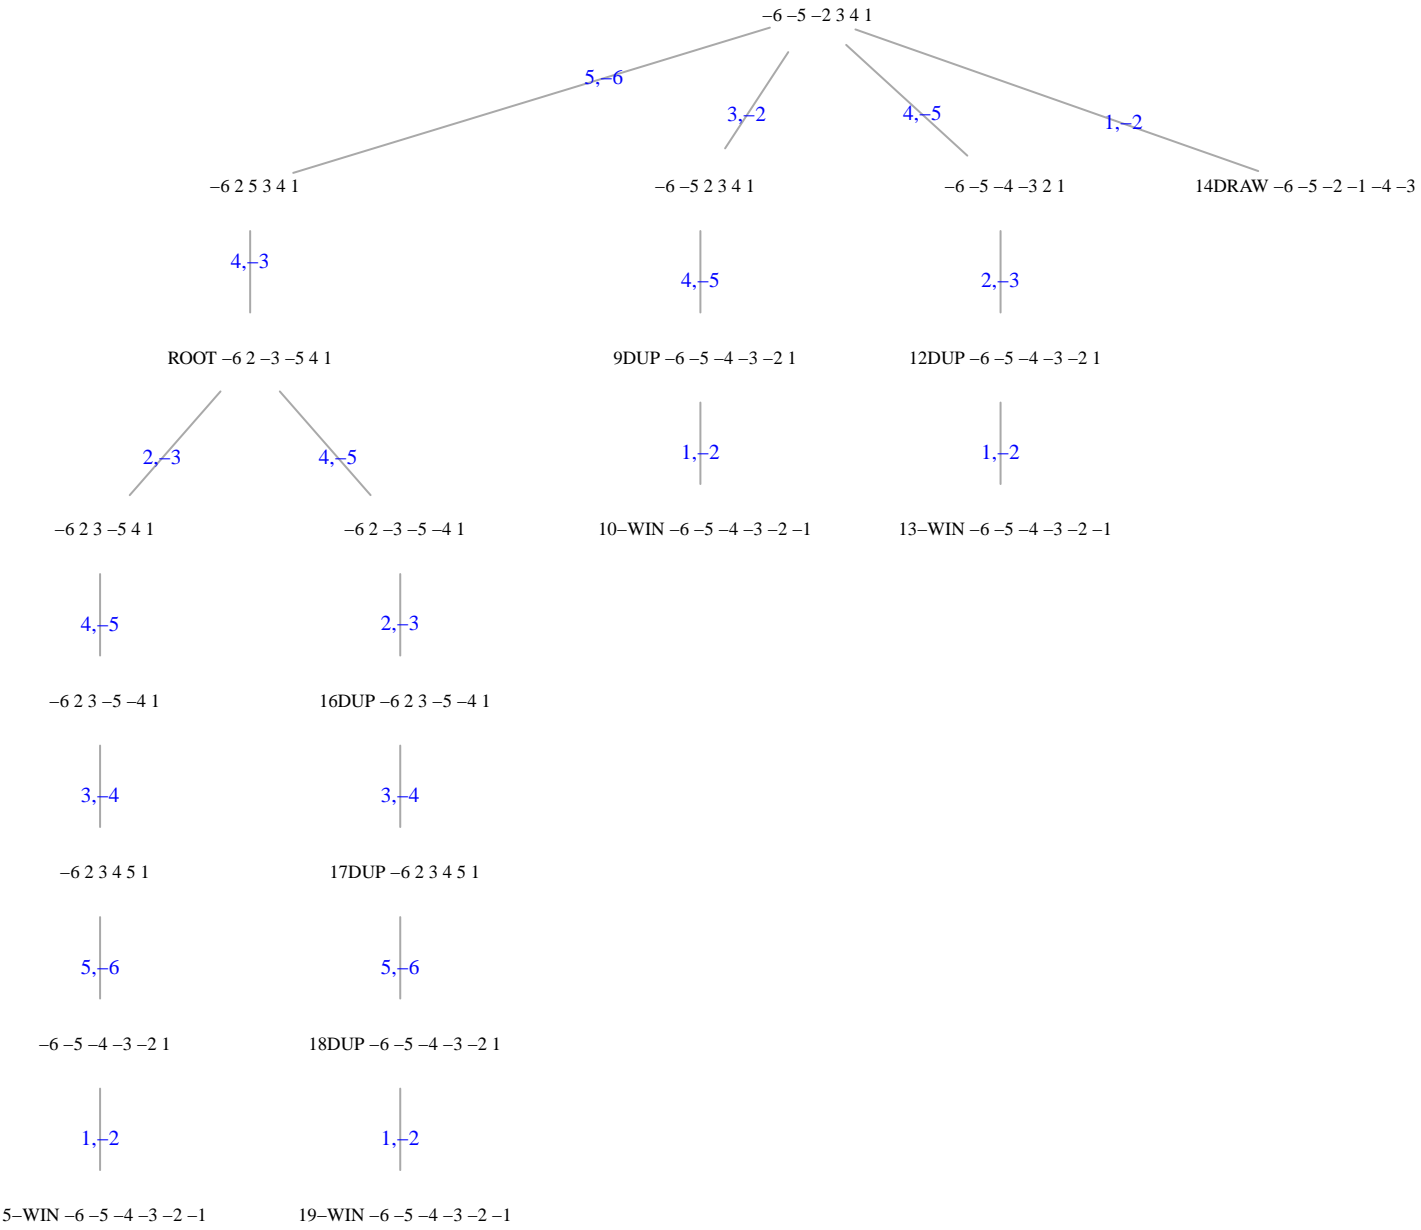 –6 –5 –2 3 4 1
5,–6
3,–2
4,–5
1,–2
–6 2 5 3 4 1
–6 –5 2 3 4 1
–6 –5 –4 –3 2 1
14DRAW –6 –5 –2 –1 –4 –3
4,–3
4,–5
2,–3
ROOT –6 2 –3 –5 4 1
9DUP –6 –5 –4 –3 –2 1
12DUP –6 –5 –4 –3 –2 1
2,–3
4,–5
1,–2
1,–2
–6 2 3 –5 4 1
–6 2 –3 –5 –4 1
10–WIN –6 –5 –4 –3 –2 –1
13–WIN –6 –5 –4 –3 –2 –1
4,–5
2,–3
–6 2 3 –5 –4 1
16DUP –6 2 3 –5 –4 1
3,–4
3,–4
–6 2 3 4 5 1
17DUP –6 2 3 4 5 1
5,–6
5,–6
–6 –5 –4 –3 –2 1
18DUP –6 –5 –4 –3 –2 1
1,–2
1,–2
5–WIN –6 –5 –4 –3 –2 –1
19–WIN –6 –5 –4 –3 –2 –1